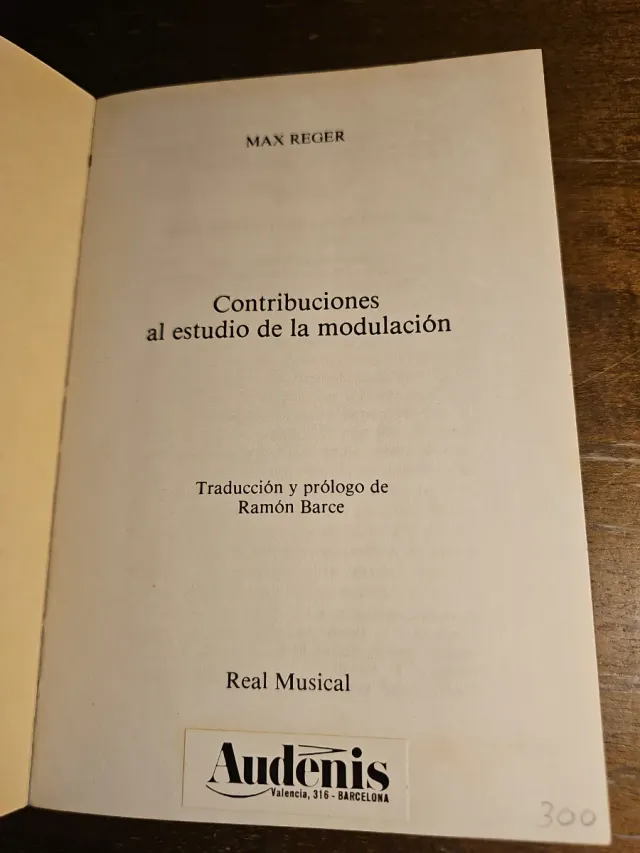 MAX REGER
Contribuciones
al estudio de la modulación
Traducción y prólogo de
Ramón Barce
Real Musical
Audenis
Valencia, 316 - BARCELONA
300